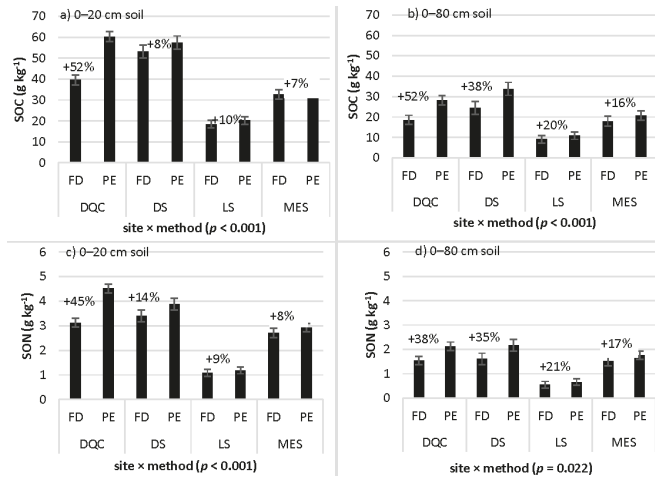 a) 0–20 cm soil
SOC (g kg⁻¹)
70
60
50
40
30
20
10
0
+52%
+8%
+10%
+7%
FD PE FD PE FD PE FD PE
DQC DS LS MES
site × method (p < 0.001)
b) 0–80 cm soil
SOC (g kg⁻¹)
70
60
50
40
30
20
10
0
+52%
+38%
+20%
+16%
FD PE FD PE FD PE FD PE
DQC DS LS MES
site × method (p < 0.001)
c) 0–20 cm soil
SON (g kg⁻¹)
6
5
4
3
2
1
0
+45%
+14%
+9%
+8%
FD PE FD PE FD PE FD PE
DQC DS LS MES
site × method (p < 0.001)
d) 0–80 cm soil
SON (g kg⁻¹)
6
5
4
3
2
1
0
+38%
+35%
+21%
+17%
FD PE FD PE FD PE FD PE
DQC DS LS MES
site × method (p = 0.022)